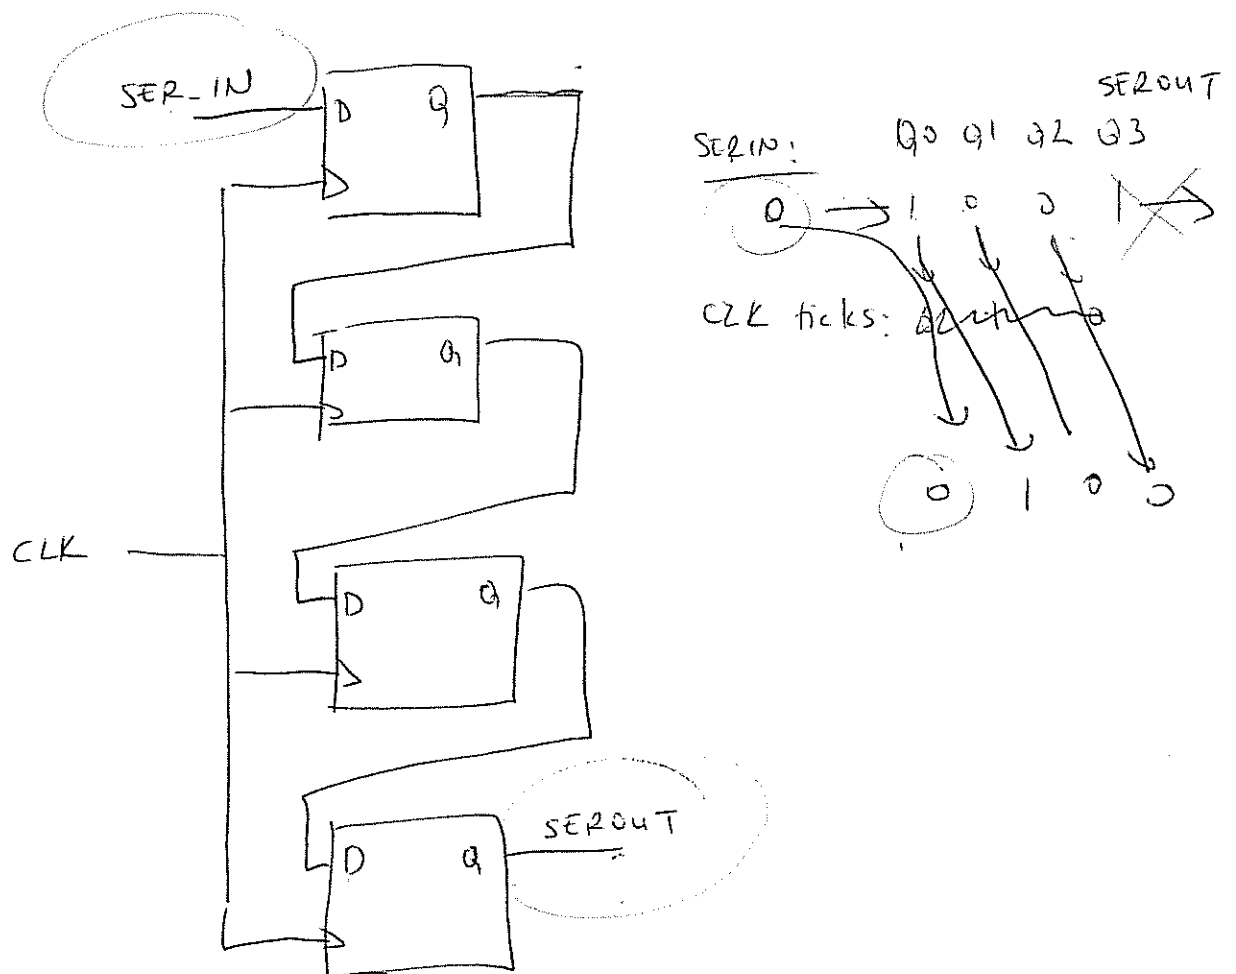 SER_IN
D Q
D Q
CLK
D Q
D Q
SEROUT
SEROUT
SERIN: Q0 Q1 Q2 Q3
0 1 0 0 1
CLK ticks:
0 1 0 0